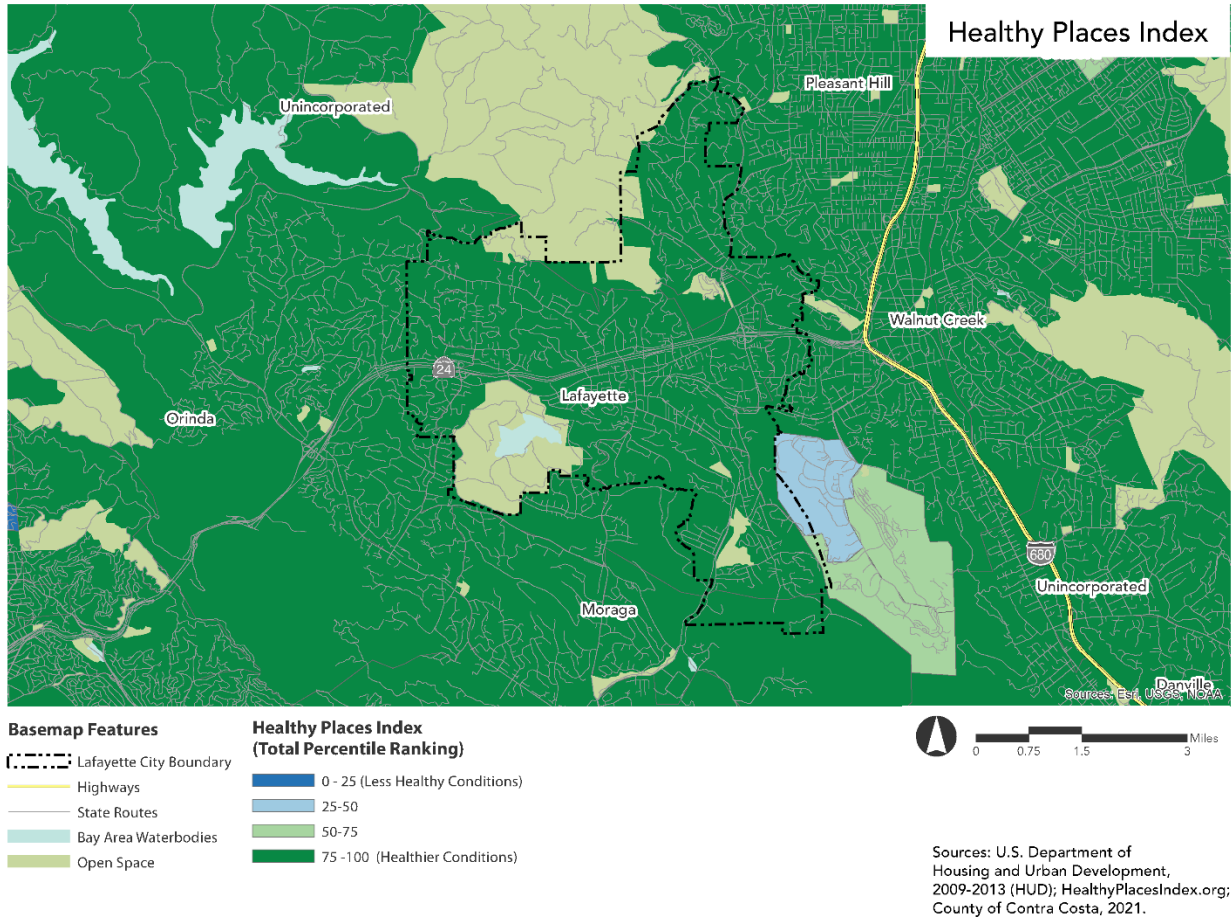 Healthy Places Index
Pleasant Hill
Unincorporated
Walnut Creek
24
Lafayette
Orinda
680
Unincorporated
Moraga
Danville
Sources: Esri, USGS, NOAA
Basemap Features
Lafayette City Boundary
Highways
State Routes
Bay Area Waterbodies
Open Space
Healthy Places Index
(Total Percentile Ranking)
0 - 25 (Less Healthy Conditions)
25-50
50-75
75 -100 (Healthier Conditions)
Miles
0 0.75 1.5 3
Sources: U.S. Department of
Housing and Urban Development,
2009-2013 (HUD); HealthyPlacesIndex.org;
County of Contra Costa, 2021.